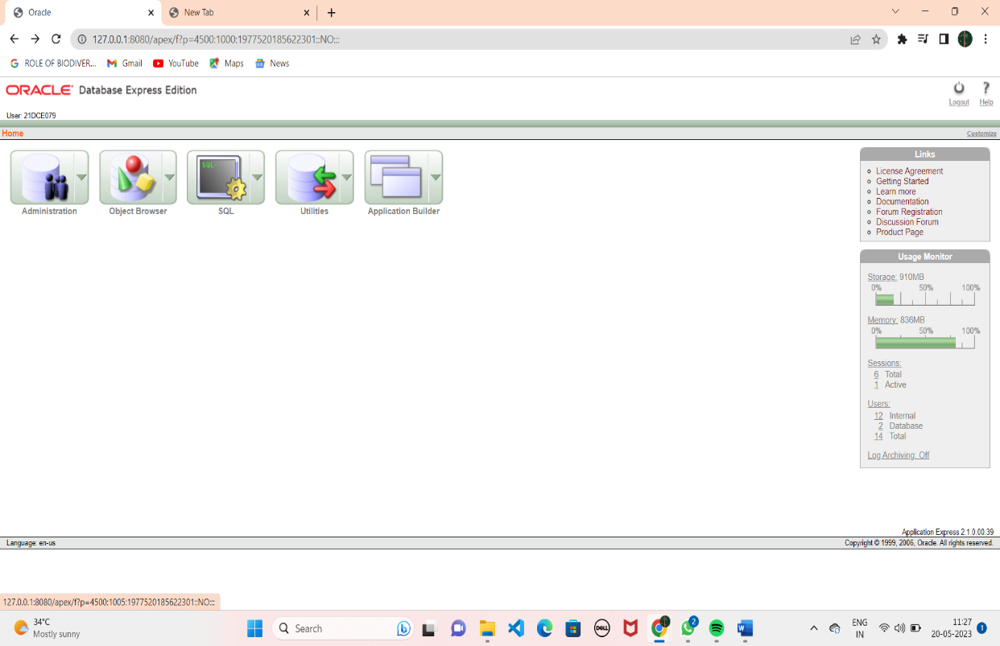 Oracle
New Tab
127.0.0.1:8080/apex/f?p=4500:1000:1977520185622301::NO:::
ROLE OF BIODIVER...
Gmail
YouTube
Maps
News
ORACLE Database Express Edition
Logout
Help
User: 21DCE079
Home
Customize
Administration
Object Browser
SQL
Utilities
Application Builder
Links
License Agreement
Getting Started
Learn more
Documentation
Forum Registration
Discussion Forum
Product Page
Usage Monitor
Storage: 910MB
0% 50% 100%
Memory: 836MB
0% 50% 100%
Sessions:
6 Total
1 Active
Users:
12 Internal
2 Database
14 Total
Log Archiving: Off
Application Express 2.1.0.00.39
Language: en-us
Copyright © 1999, 2006, Oracle. All rights reserved.
127.0.0.1:8080/apex/f?p=4500:1005:1977520185622301::NO:::
34°C
Mostly sunny
Search
DELL
2
W
ENG
IN
11:27
20-05-2023
1